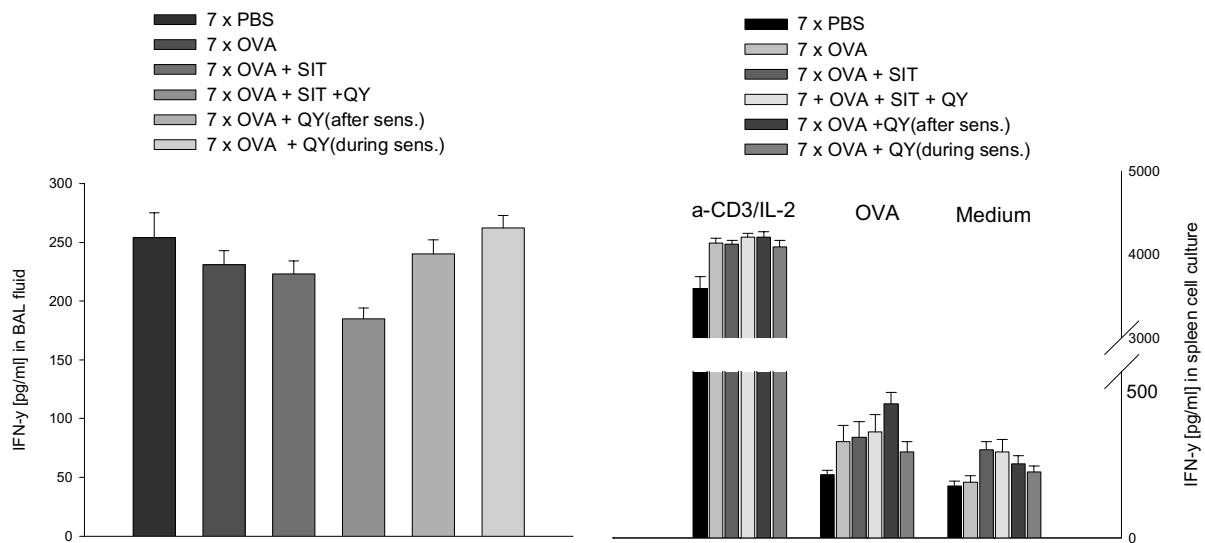 7 x PBS
7 x OVA
7 x OVA + SIT
7 x OVA + SIT +QY
7 x OVA + QY(after sens.)
7 x OVA + QY(during sens.)
300
250
200
150
100
50
0
IFN-y [pg/ml] in BAL fluid
7 x PBS
7 x OVA
7 x OVA + SIT
7 + OVA + SIT + QY
7 x OVA +QY(after sens.)
7 x OVA + QY(during sens.)
a-CD3/IL-2
OVA
Medium
5000
4000
3000
500
0
IFN-y [pg/ml] in spleen cell culture